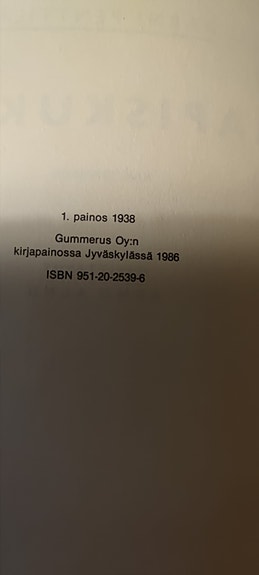 1. painos 1938
Gummerus Oy:n
kirjapainossa Jyväskylässä 1986
ISBN 951-20-2539-6